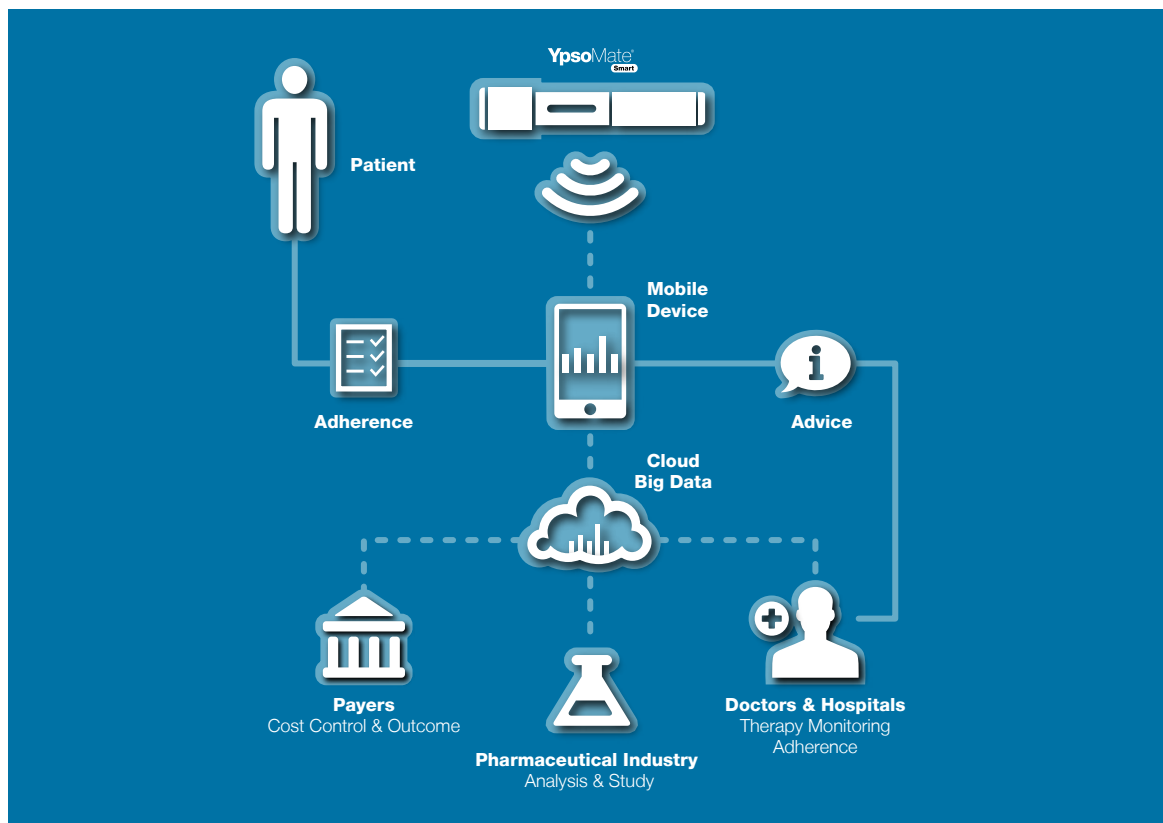 YpsoMate®
Smart
Patient
Mobile
Device
Adherence
Advice
Cloud
Big Data
Payers
Cost Control & Outcome
Pharmaceutical Industry
Analysis & Study
Doctors & Hospitals
Therapy Monitoring
Adherence